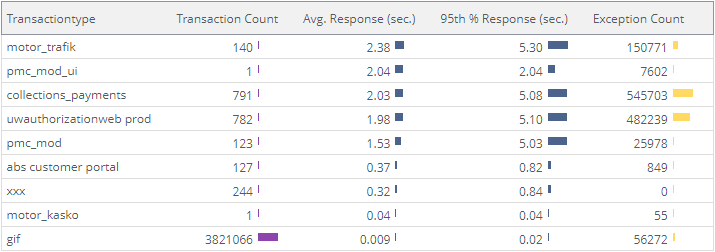 Transactiontype Transaction Count Avg. Response (sec.) 95th % Response (sec.) Exception Count
motor_trafik 140 2.38 5.30 150771
pmc_mod_ui 1 2.04 2.04 7602
collections_payments 791 2.03 5.08 545703
uwauthorizationweb prod 782 1.98 5.10 482239
pmc_mod 123 1.53 5.03 25978
abs customer portal 127 0.37 0.82 849
xxx 244 0.32 0.84 0
motor_kasko 1 0.04 0.04 55
gif 3821066 0.009 0.02 56272